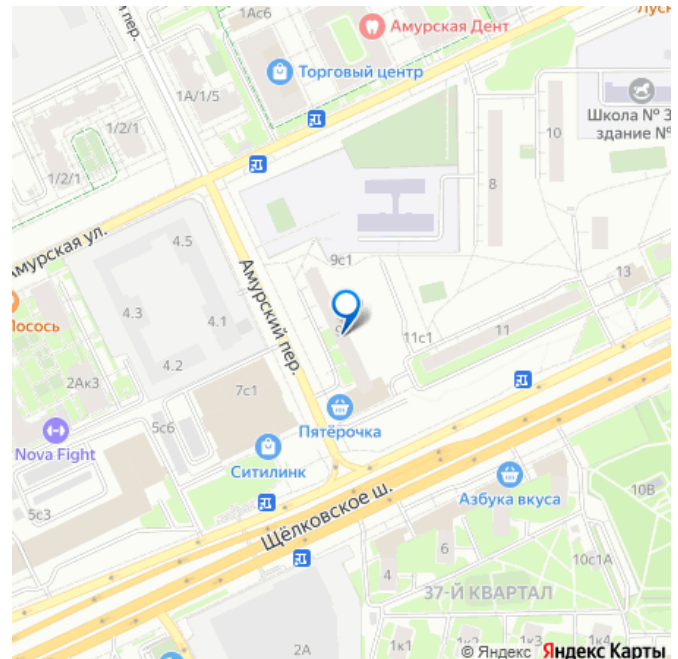 1Ас6
Амурская Дент
Торговый центр
1А/1/5
пер.
1/2/1
1/2/1
Школа № 3
здание №
10
8
4.5
9с1
13
Амурский пер.
4.3
4.1
11с1
11
4.2
2Ак3
7с1
5с6
Пятёрочка
Nova Fight
Ситилинк
Азбука вкуса
10В
5с3
Щёлковское ш.
6
4
10с1А
37-Й КВАРТАЛ
2А
1к1
1к2
1к3
1к4
© Яндекс Яндекс Карты